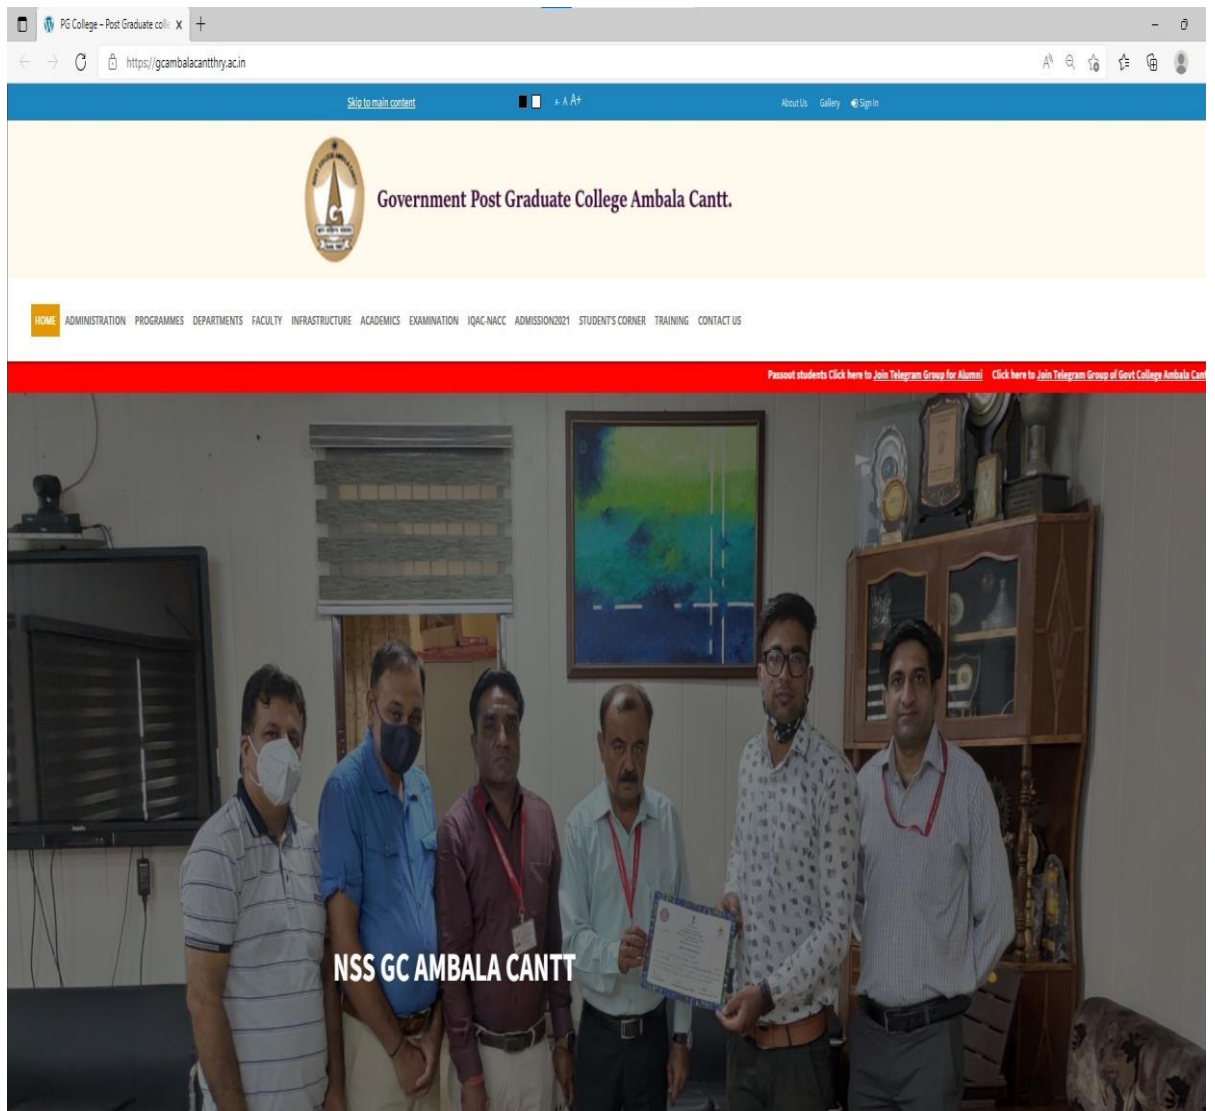 PG College – Post Graduate colle
https://gcambalacantthry.ac.in
Skip to main content A- A A+ About Us Gallery Sign In
Government Post Graduate College Ambala Cantt.
HOME ADMINISTRATION PROGRAMMES DEPARTMENTS FACULTY INFRASTRUCTURE ACADEMICS EXAMINATION IQAC-NACC ADMISSION2021 STUDENT'S CORNER TRAINING CONTACT US
Passout students Click here to Join Telegram Group for Alumni Click here to Join Telegram Group of Govt College Ambala Cant
NSS GC AMBALA CANTT